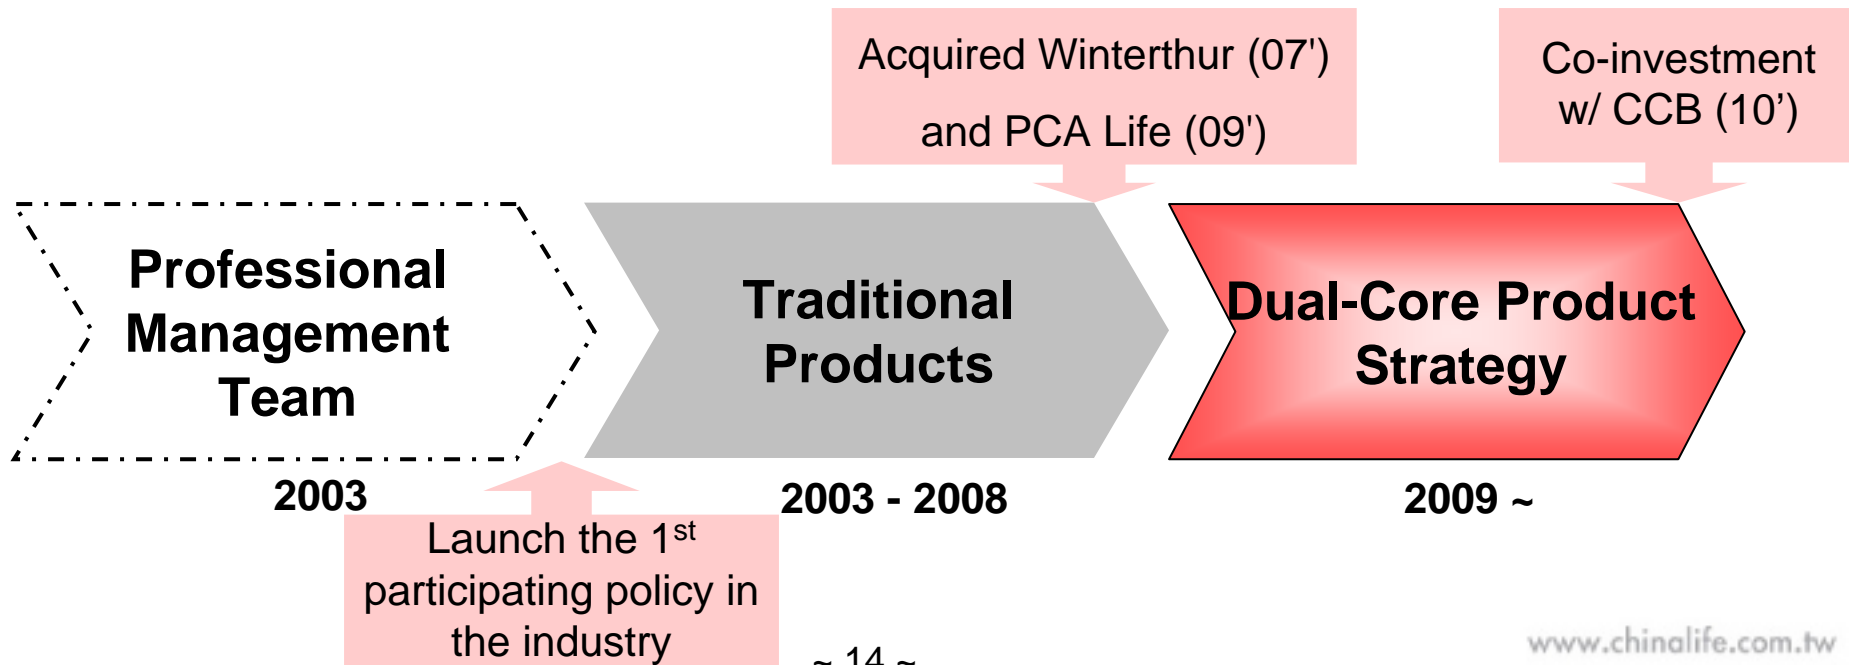 Acquired Winterthur (07')
and PCA Life (09')
Co-investment
w/ CCB (10’)
Professional
Management
Team
Traditional
Products
Dual-Core Product
Strategy
2003
2003 - 2008
2009 ~
Launch the 1st
participating policy in
the industry
~ 14 ~
www.chinalife.com.tw